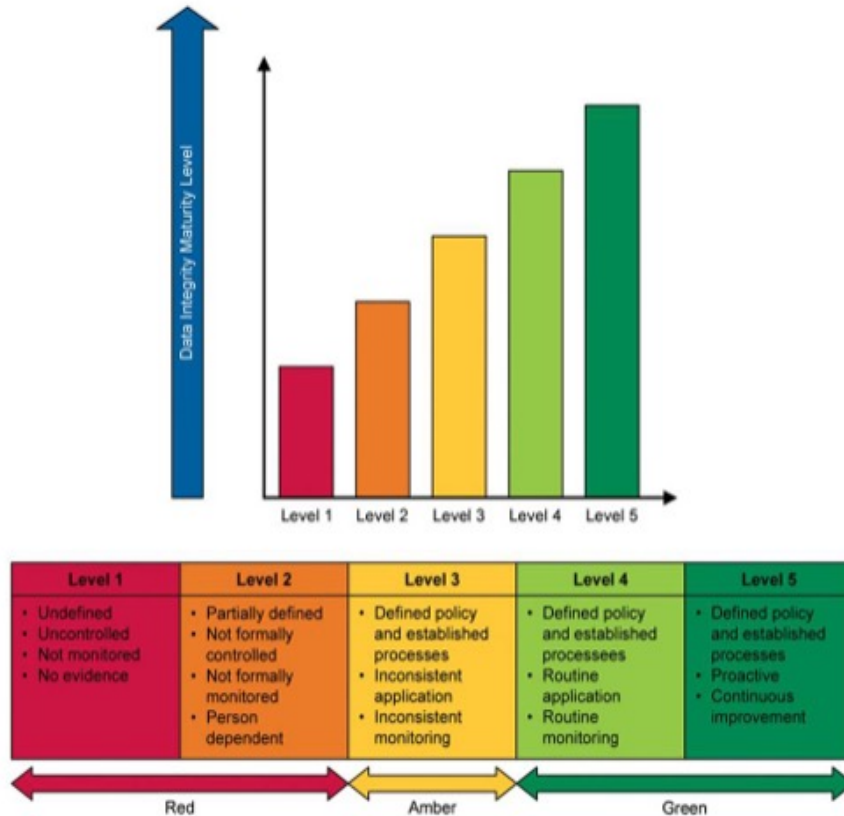 Data Integrity Maturity Level
Level 1
Level 2
Level 3
Level 4
Level 5
Level 1
• Undefined
• Uncontrolled
• Not monitored
• No evidence
Level 2
• Partially defined
• Not formally
controlled
• Not formally
monitored
• Person
dependent
Level 3
• Defined policy
and established
processes
• Inconsistent
application
• Inconsistent
monitoring
Level 4
• Defined policy
and established
processees
• Routine
application
• Routine
monitoring
Level 5
• Defined policy
and established
processes
• Proactive
• Continuous
improvement
Red
Amber
Green